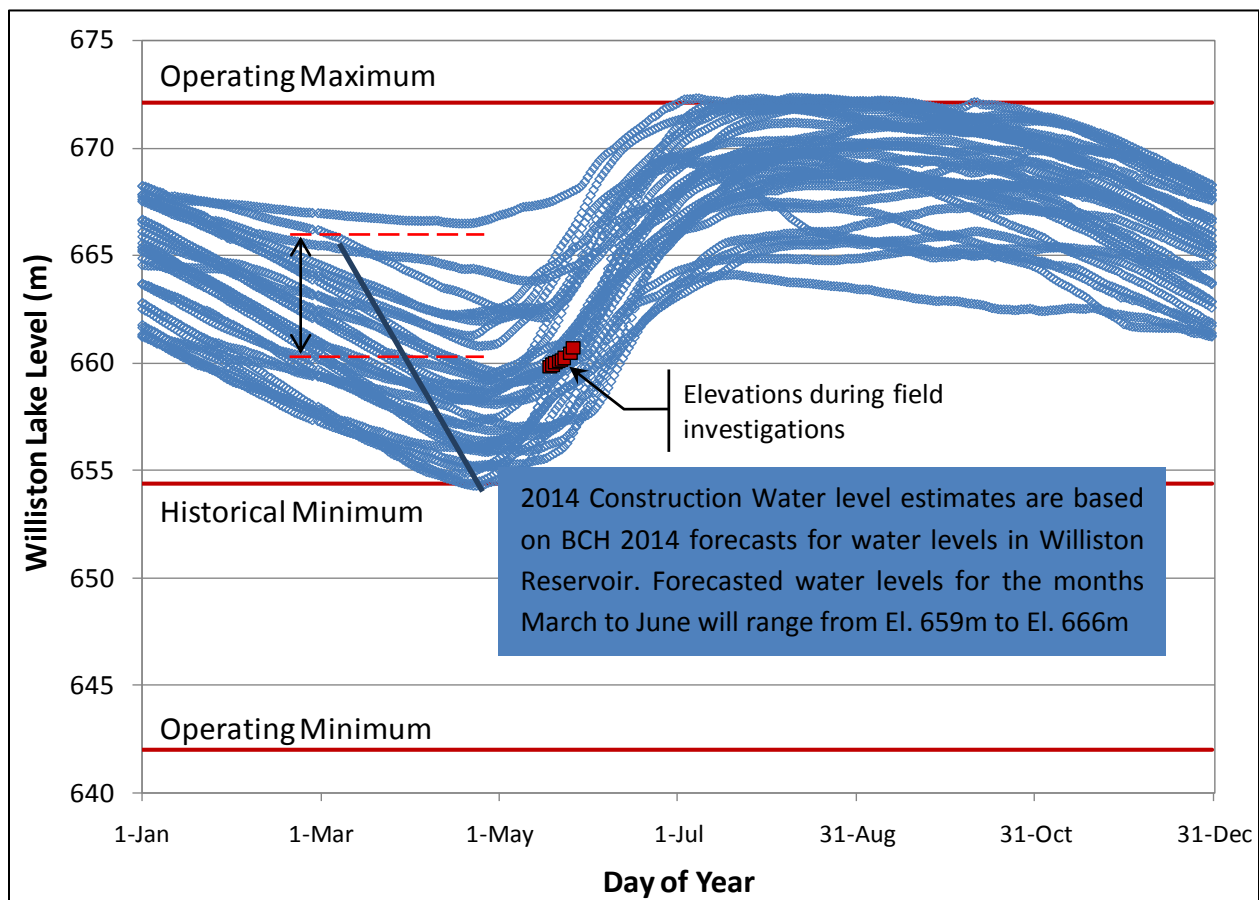 675
670
665
660
655
650
645
640
Williston Lake Level (m)
Operating Maximum
Elevations during field
investigations
Historical Minimum
2014 Construction Water level estimates are based
on BCH 2014 forecasts for water levels in Williston
Reservoir. Forecasted water levels for the months
March to June will range from El. 659m to El. 666m
Operating Minimum
1-Jan 1-Mar 1-May 1-Jul 31-Aug 31-Oct 31-Dec
Day of Year